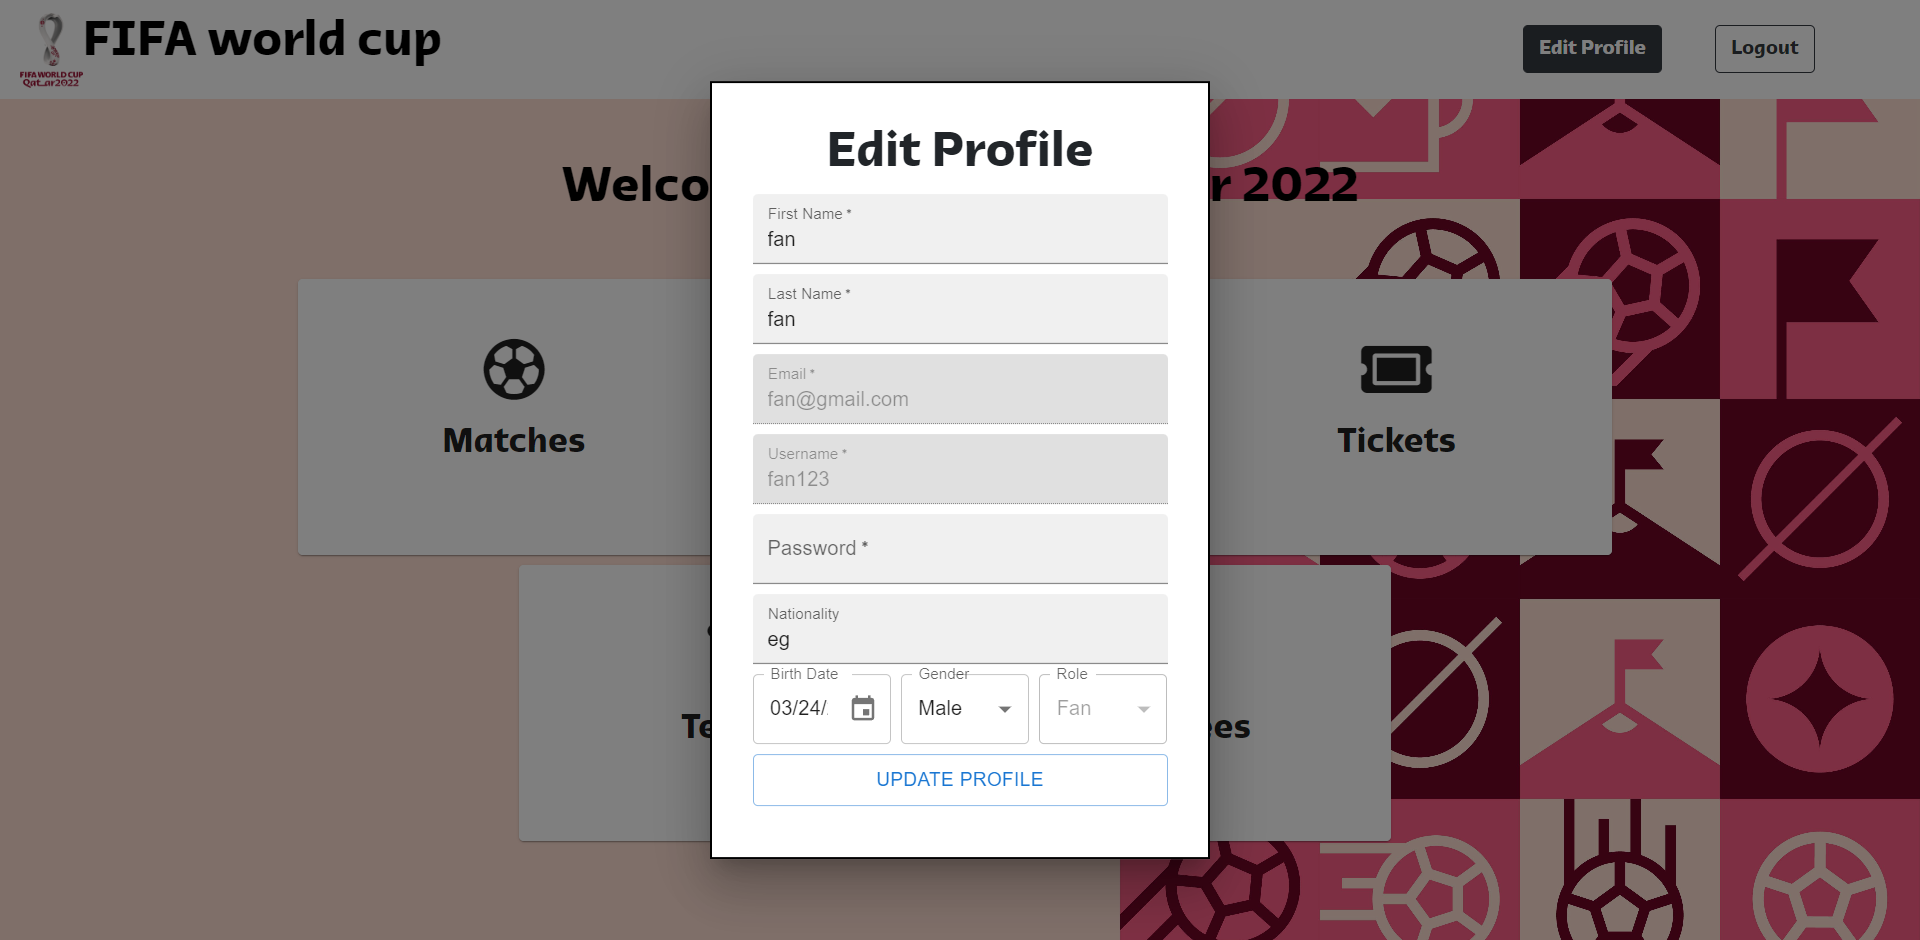 FIFA world cup
FIFA WORLD CUP
Qatar2022
Edit Profile
Logout
Edit Profile
Welco
r 2022
First Name *
fan
Last Name *
fan
Email *
fan@gmail.com
Username *
fan123
Matches
Tickets
Password *
Nationality
eg
Birth Date
03/24/
Gender
Male
Role
Fan
Te
ees
UPDATE PROFILE